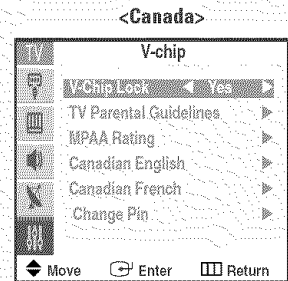 <Canada>
TV V-chip
V-Chip Lock ◄ Yes ►
TV Parental Guidelines ►
MPAA Rating ►
Canadian English ►
Canadian French ►
Change Pin ►
Move Enter Return